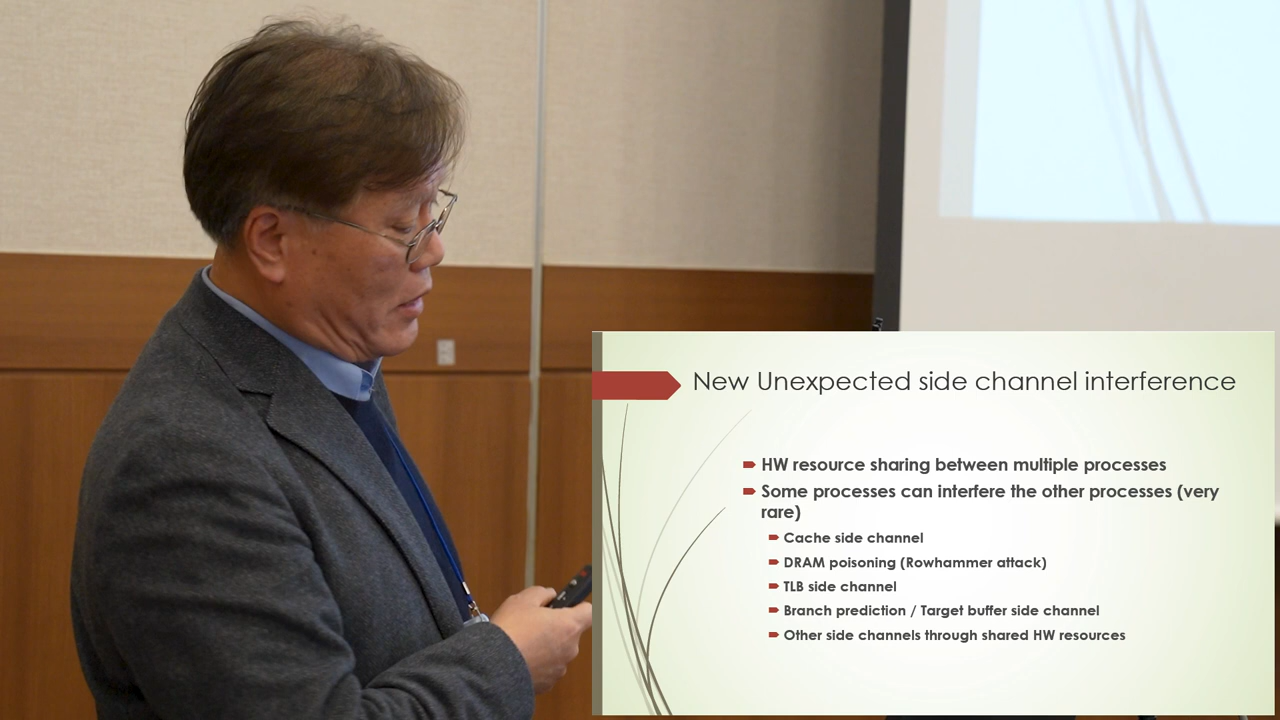 New Unexpected side channel interference
HW resource sharing between multiple processes
Some processes can interfere the other processes (very
rare)
Cache side channel
DRAM poisoning (Rowhammer attack)
TLB side channel
Branch prediction / Target buffer side channel
Other side channels through shared HW resources